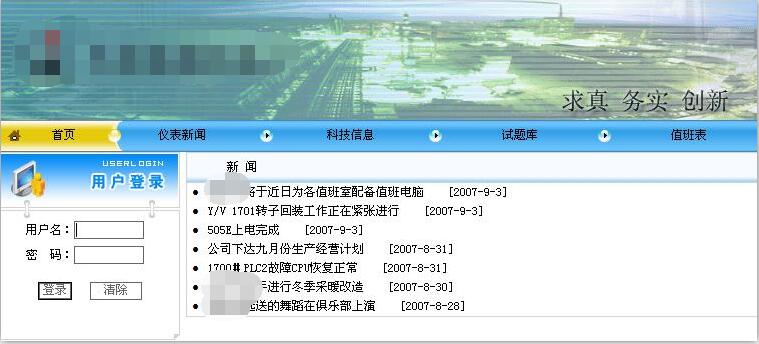 求真 务实 创新
首页 仪表新闻 科技信息 试题库 值班表
USERLOGIN
用户登录
用户名：
密 码：
登录 清除
新 闻
将于近日为各值班室配备值班电脑 [2007-9-3]
Y/V 1701转子回装工作正在紧张进行 [2007-9-3]
505E上电完成 [2007-9-3]
公司下达九月份生产经营计划 [2007-8-31]
1700# PLC2故障CPU恢复正常 [2007-8-31]
手进行冬季采暖改造 [2007-8-30]
选送的舞蹈在俱乐部上演 [2007-8-28]